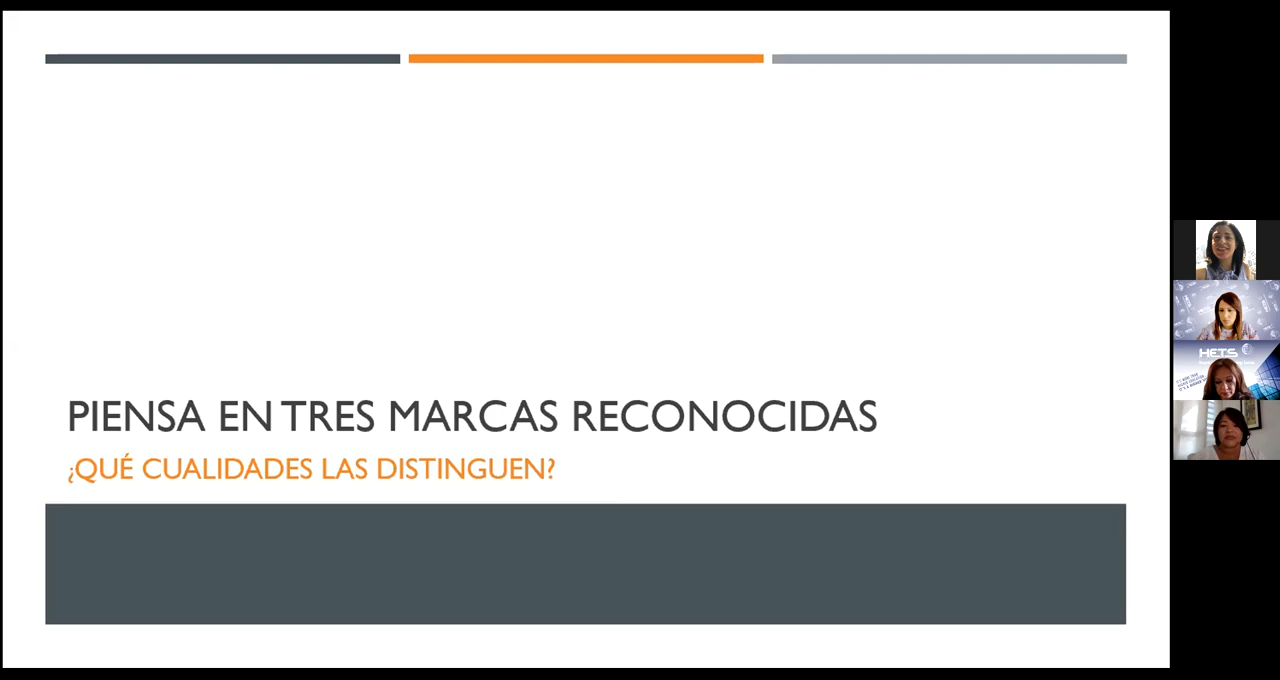 PIENSA EN TRES MARCAS RECONOCIDAS
¿QUÉ CUALIDADES LAS DISTINGUEN?
HETS